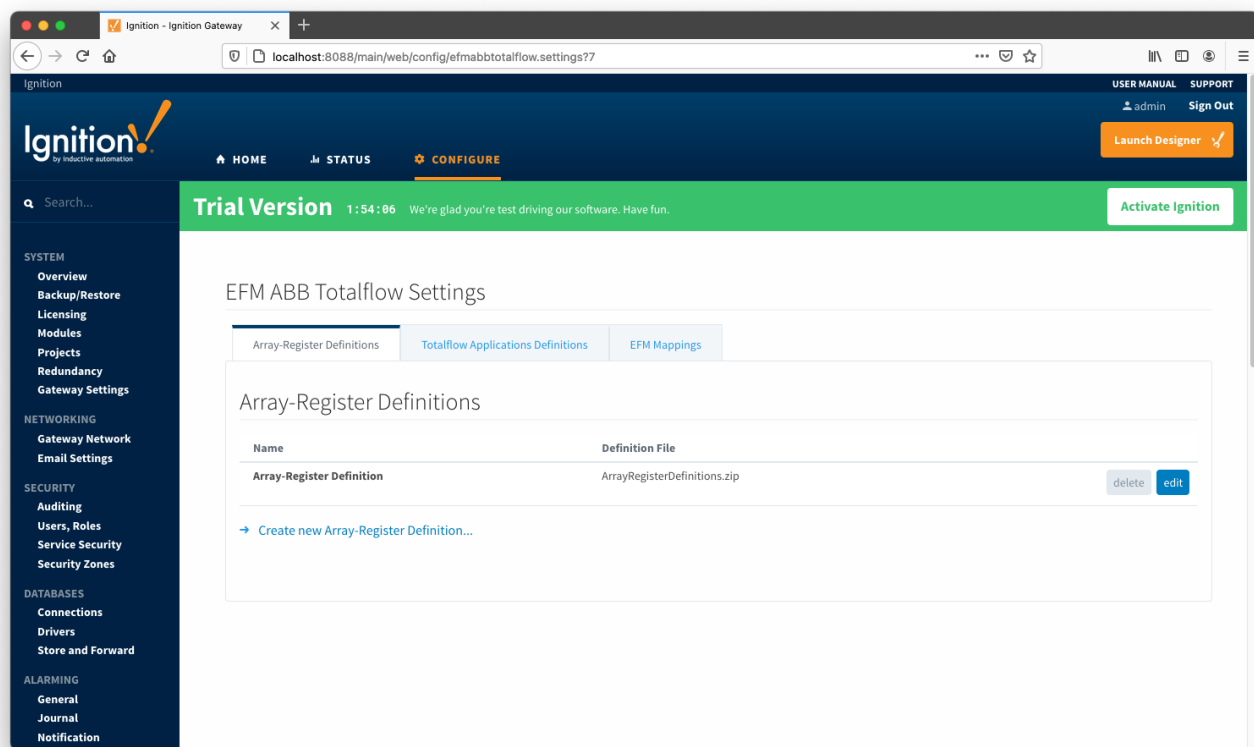 Ignition - Ignition Gateway
localhost:8088/main/web/config/efmabbtotalflow.settings?7
Ignition
USER MANUAL SUPPORT
admin Sign Out
Ignition!
by inductive automation
HOME STATUS CONFIGURE
Launch Designer
Search...
Trial Version 1:54:06 We're glad you're test driving our software. Have fun.
Activate Ignition
SYSTEM
Overview
Backup/Restore
Licensing
Modules
Projects
Redundancy
Gateway Settings
NETWORKING
Gateway Network
Email Settings
SECURITY
Auditing
Users, Roles
Service Security
Security Zones
DATABASES
Connections
Drivers
Store and Forward
ALARMING
General
Journal
Notification
EFM ABB Totalflow Settings
Array-Register Definitions Totalflow Applications Definitions EFM Mappings
Array-Register Definitions
Name Definition File
Array-Register Definition ArrayRegisterDefinitions.zip delete edit
Create new Array-Register Definition...